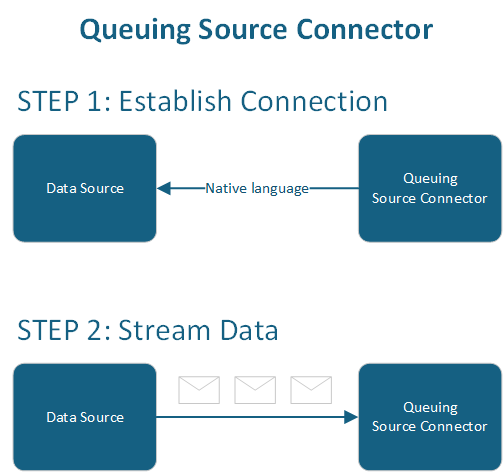 Queuing Source Connector
STEP 1: Establish Connection
Data Source
Native language
Queuing
Source Connector
STEP 2: Stream Data
Data Source
Queuing
Source Connector